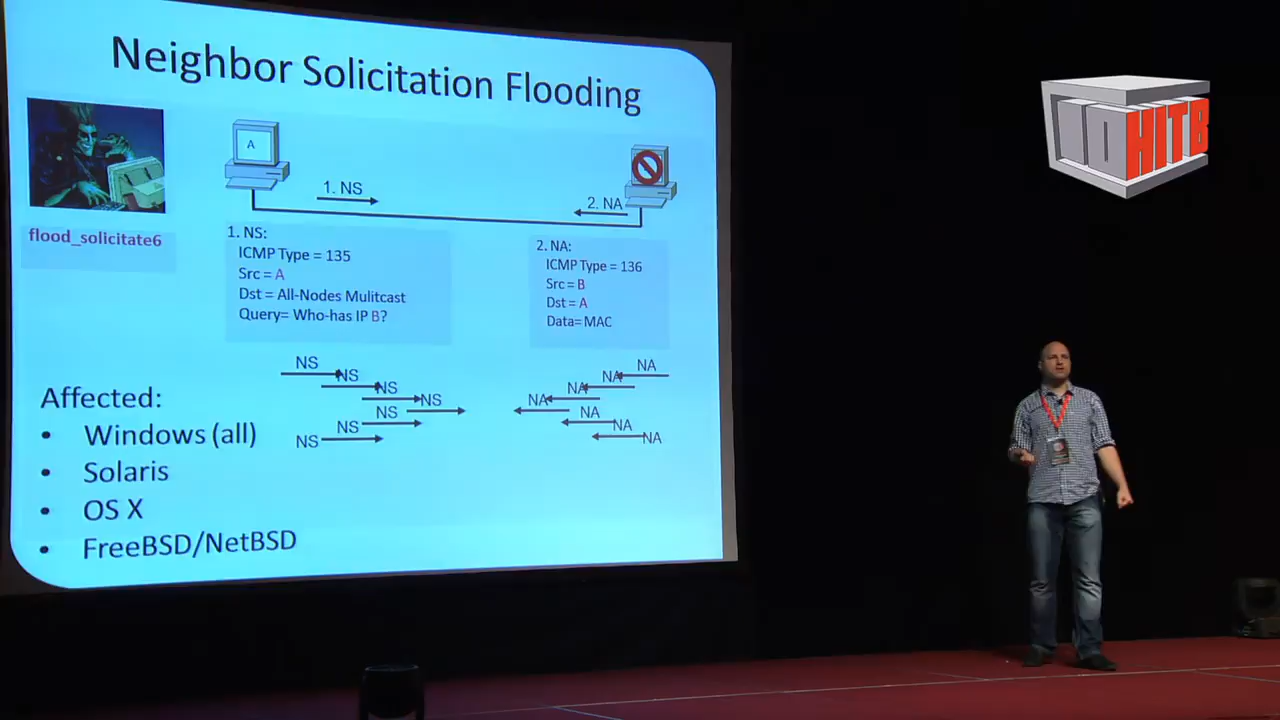 Neighbor Solicitation Flooding
A
1. NS
2. NA
flood_solicitate6
1. NS:
ICMP Type = 135
Src = A
Dst = All-Nodes Mulitcast
Query= Who-has IP B?
2. NA:
ICMP Type = 136
Src = B
Dst = A
Data= MAC
NS
NS
NS
NS
NS
NS
NS
NA
NA
NA
NA
NA
NA
NA
Affected:
• Windows (all)
• Solaris
• OS X
• FreeBSD/NetBSD
HITB